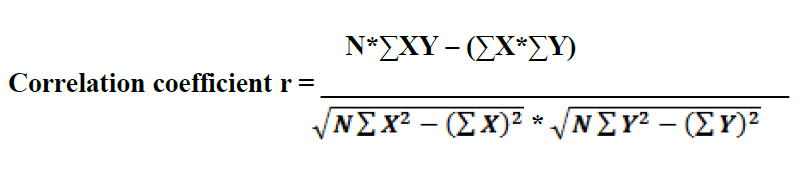 N*∑XY – (∑X*∑Y)
Correlation coefficient r =
√N∑X² – (∑X)² * √N∑Y² – (∑Y)²